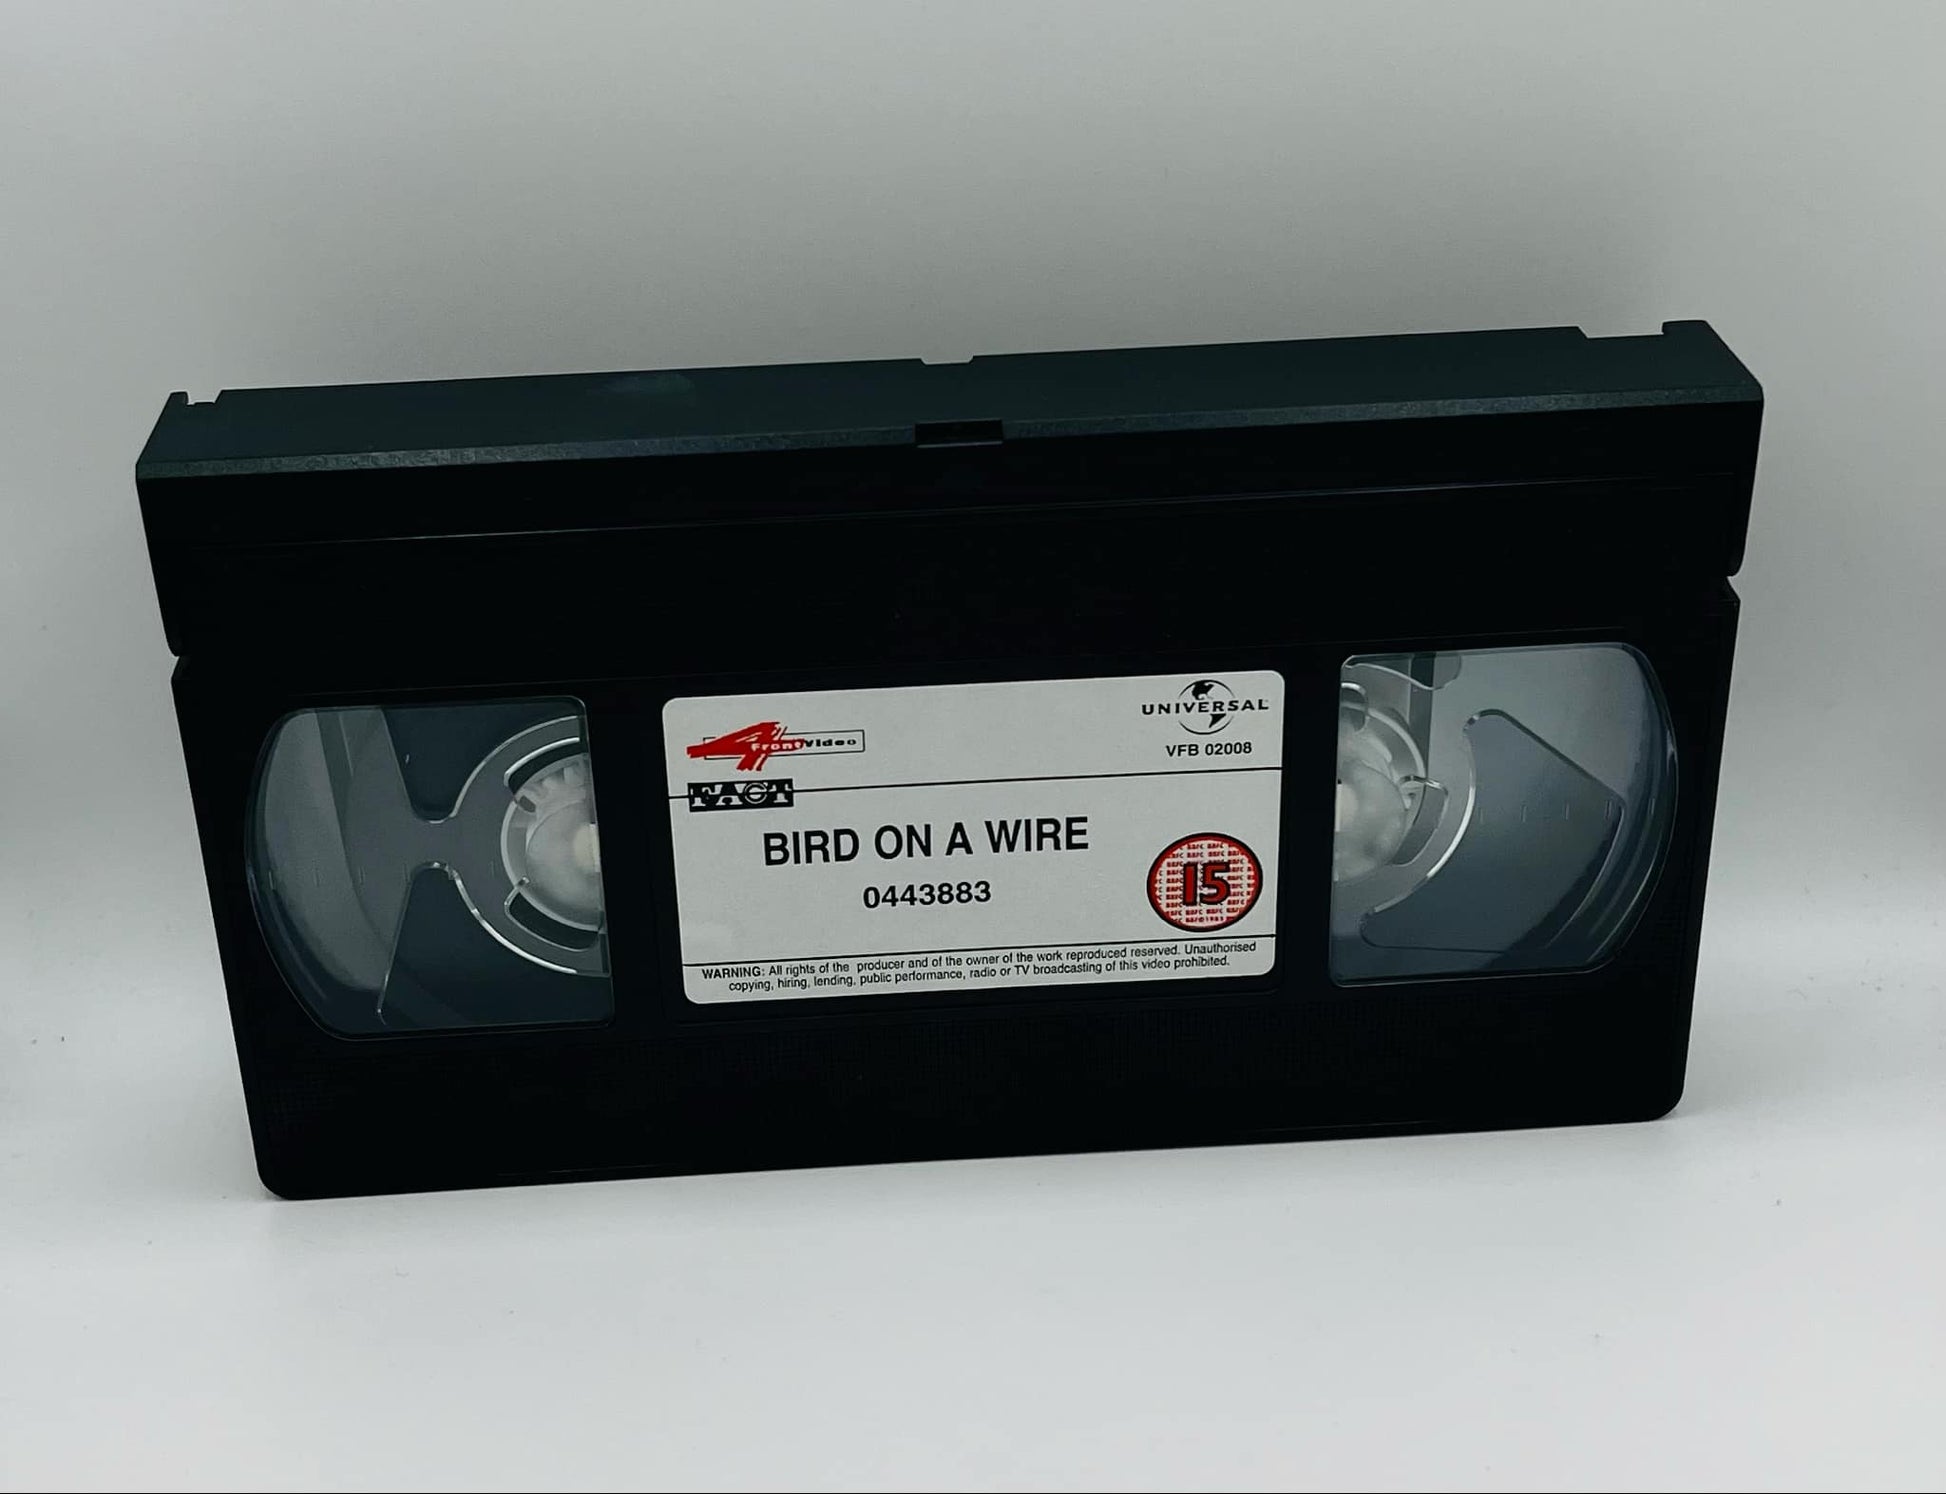 4 Front Video
UNIVERSAL
VFB 02008
FACT
BIRD ON A WIRE
0443883
15
WARNING: All rights of the producer and of the owner of the work reproduced reserved. Unauthorised
copying, hiring, lending, public performance, radio or TV broadcasting of this video prohibited.